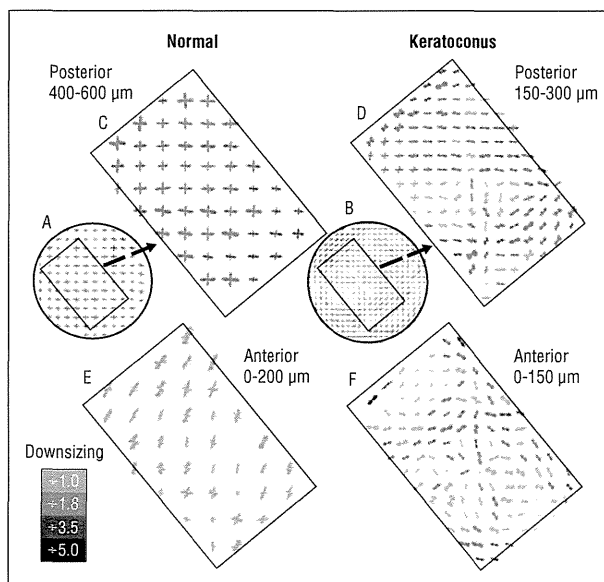 Normal
Keratoconus
Posterior
400-600 µm
Posterior
150-300 µm
C
D
A
B
E
Anterior
0-200 µm
F
Anterior
0-150 µm
Downsizing
÷1.0
÷1.8
÷3.5
÷5.0